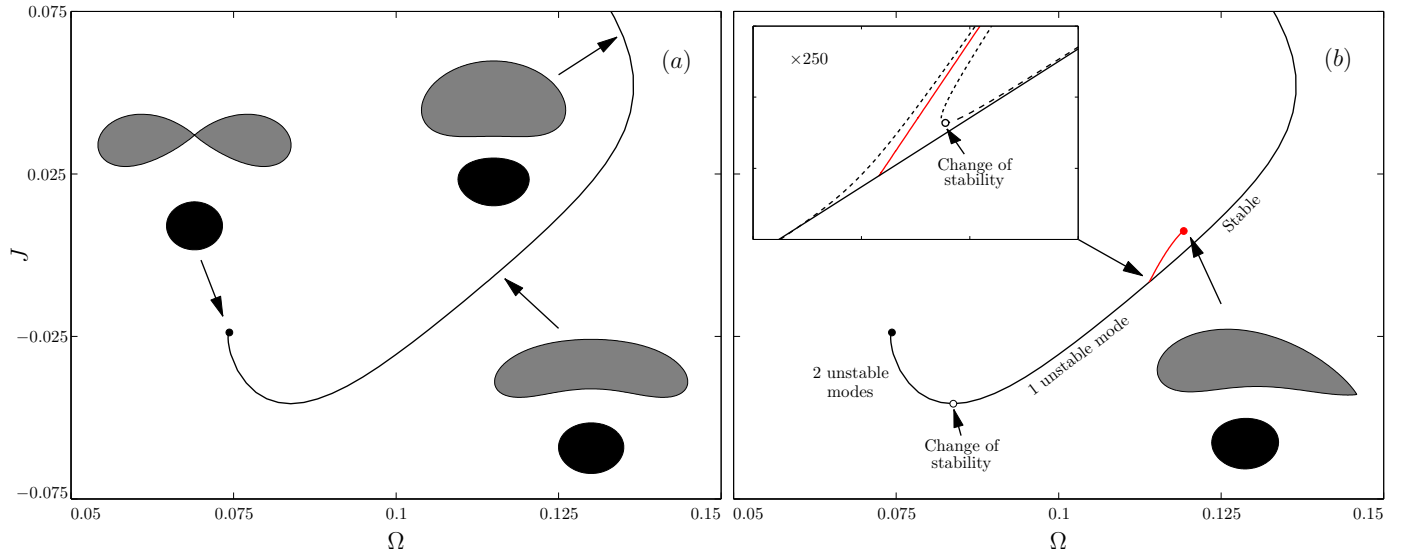 0.075
0.025
−0.025
−0.075
J
(a)
0.05
0.075
0.1
0.125
0.15
Ω
×250
Change of
stability
(b)
Stable
1 unstable mode
2 unstable
modes
Change of
stability
0.05
0.075
0.1
0.125
0.15
Ω